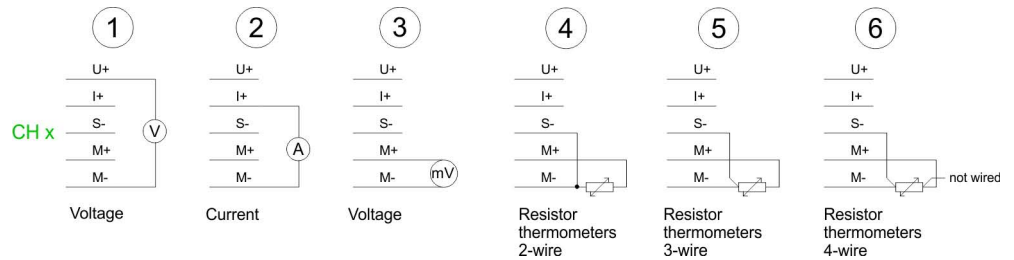 1 2 3 4 5 6
U+ U+ U+ U+ U+ U+
I+ I+ I+ I+ I+ I+
CH x S- V S- S- S- S- S-
M+ M+ A M+ M+ M+ M+
M- M- M- mV M- M- M- not wired
Voltage Current Voltage Resistor Resistor Resistor
thermometers thermometers thermometers
2-wire 3-wire 4-wire